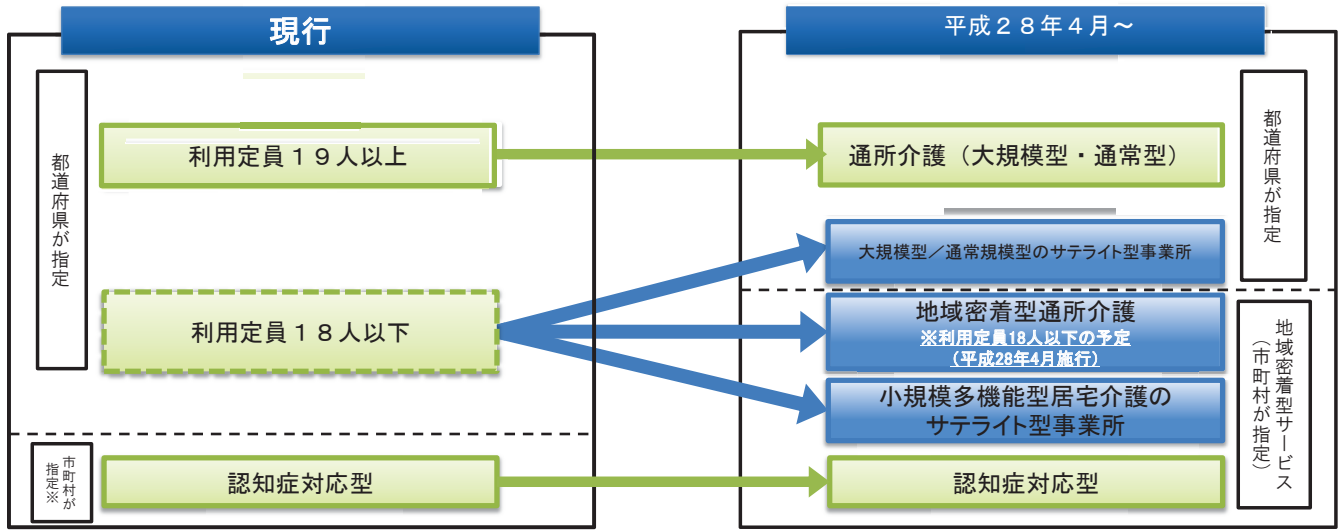 現行
都道府県が指定
利用定員１９人以上
利用定員１８人以下
市町村が
指定※
認知症対応型
平成２８年４月～
通所介護（大規模型・通常型）
大規模型／通常規模型のサテライト型事業所
地域密着型通所介護
※利用定員18人以下の予定
（平成28年4月施行）
小規模多機能型居宅介護の
サテライト型事業所
認知症対応型
都道府県が指定
地域密着型サービス
（市町村が指定）